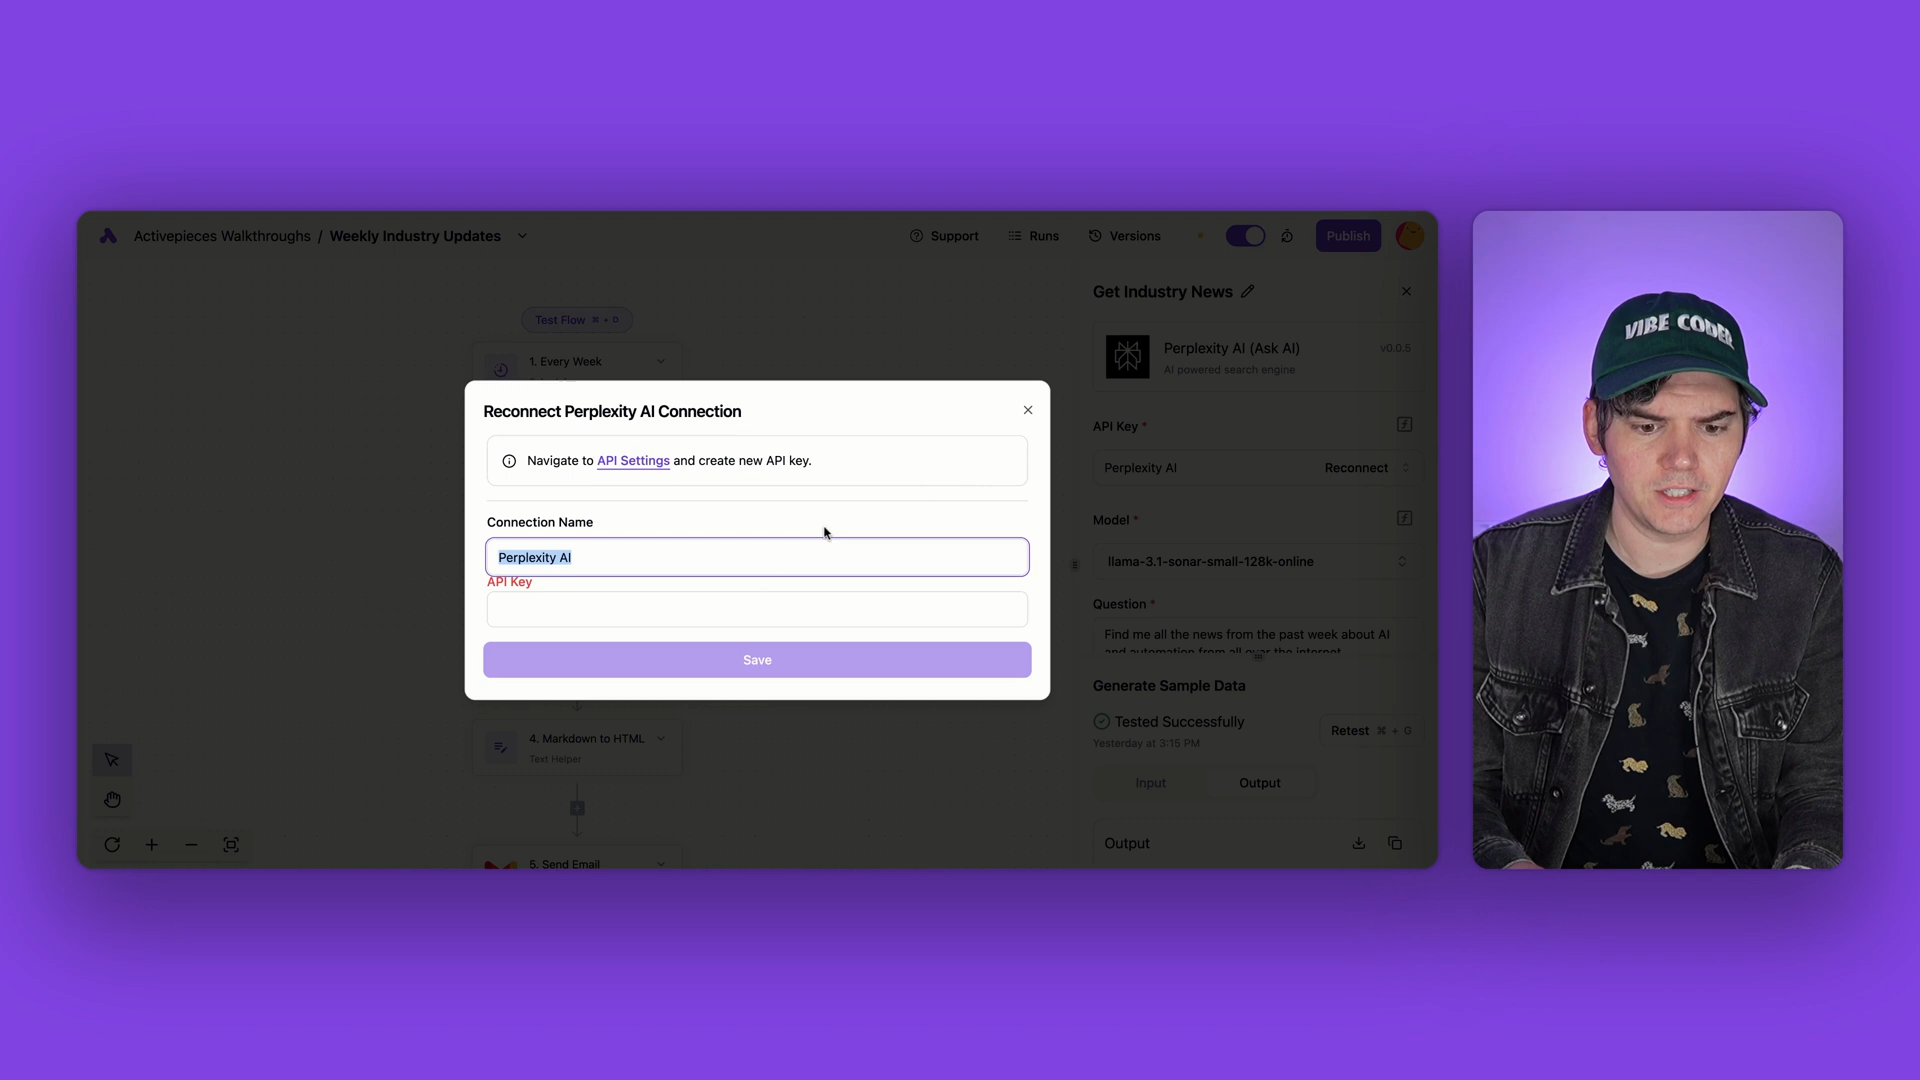 Activepieces Walkthroughs / Weekly Industry Updates
Support
Runs
Versions
Publish
Test Flow ⌘ + D
1. Every Week
Reconnect Perplexity AI Connection
Navigate to API Settings and create new API key.
Connection Name
Perplexity AI
API Key
Save
4. Markdown to HTML
Text Helper
5. Send Email
Get Industry News
Perplexity AI (Ask AI)
v0.0.5
AI powered search engine
API Key *
Perplexity AI
Reconnect
Model *
llama-3.1-sonar-small-128k-online
Question *
Find me all the news from the past week about AI
and automation from all over the internet
Generate Sample Data
Tested Successfully
Yesterday at 3:15 PM
Retest ⌘ + G
Input
Output
Output
VIBE CODER